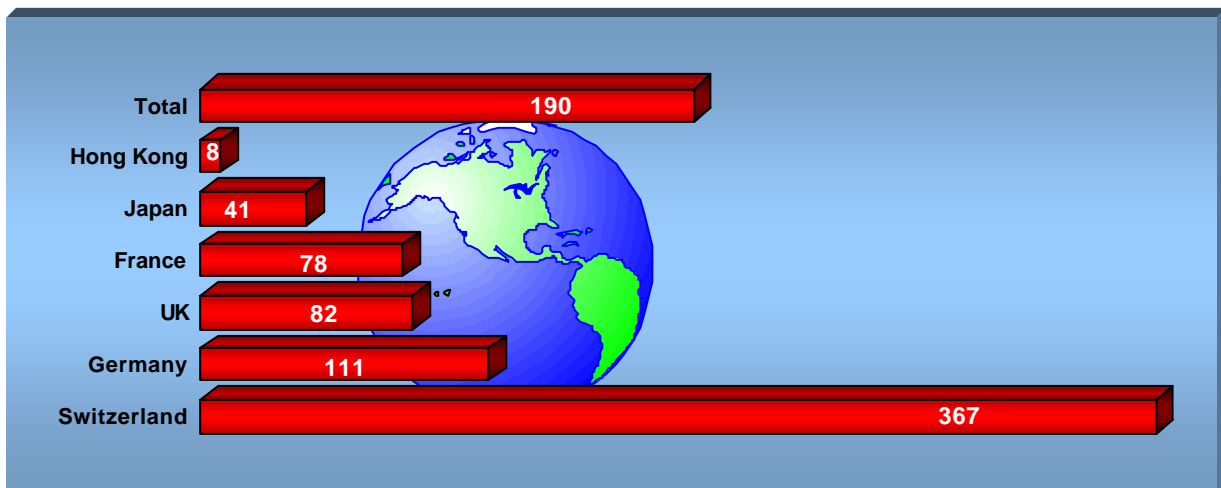 Total 190
Hong Kong 8
Japan 41
France 78
UK 82
Germany 111
Switzerland 367